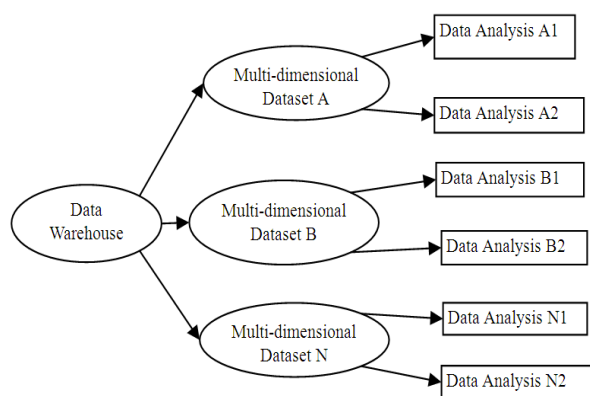 Data
Warehouse
Multi-dimensional
Dataset A
Data Analysis A1
Data Analysis A2
Multi-dimensional
Dataset B
Data Analysis B1
Data Analysis B2
Multi-dimensional
Dataset N
Data Analysis N1
Data Analysis N2